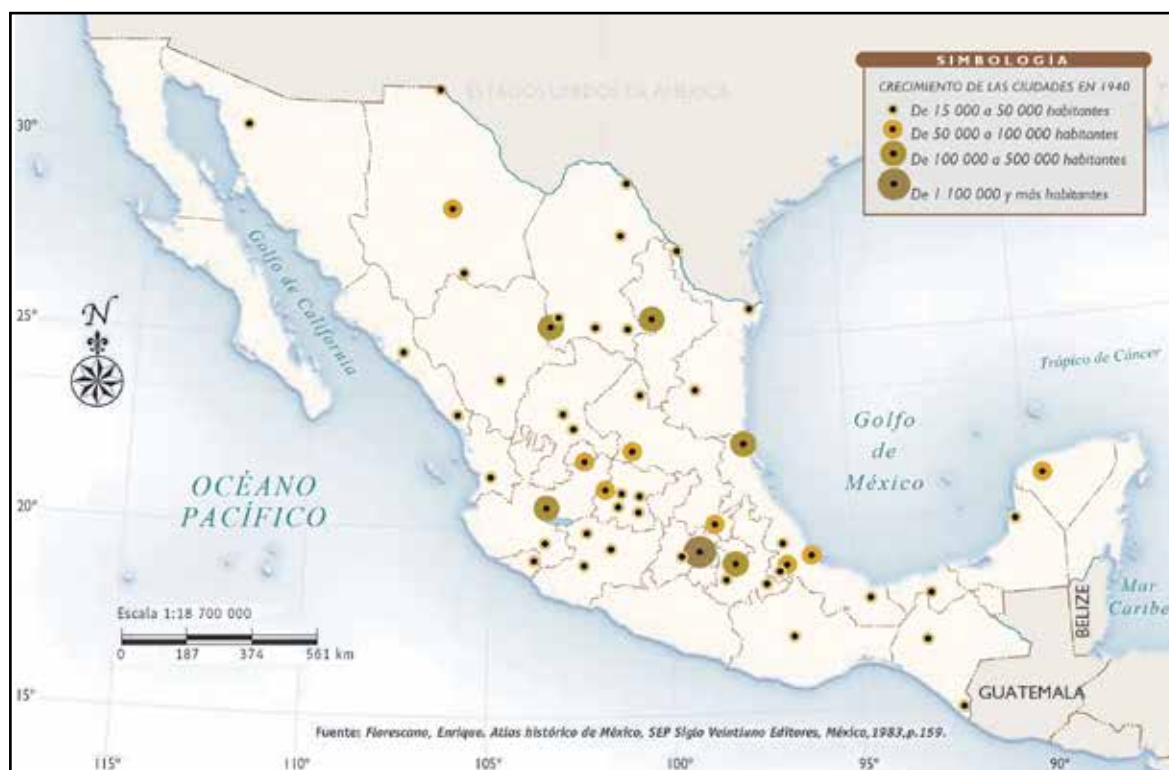 SIMBOLOGÍA
CRECIMIENTO DE LAS CIUDADES EN 1940
De 15 000 a 50 000 habitantes
De 50 000 a 100 000 habitantes
De 100 000 a 500 000 habitantes
De 1 100 000 y más habitantes
ESTADOS UNIDOS DE AMÉRICA
30°
25°
20°
15°
N
Golfo de California
Trópico de Cáncer
Golfo
de
México
OCÉANO
PACÍFICO
Mar
Caribe
BELIZE
GUATEMALA
Escala 1:18 700 000
0 187 374 561 km
Fuente: Florescano, Enrique. Atlas histórico de México, SEP Siglo Veintiuno Editores, México,1983,p.159.
115° 110° 105° 100° 95° 90°